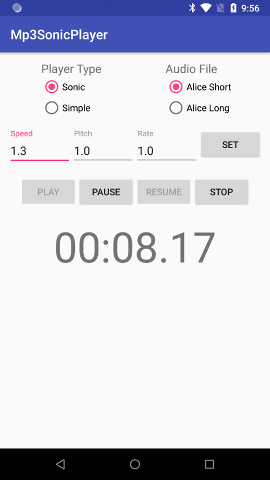 9:56
Mp3SonicPlayer
Player Type Audio File
Sonic Alice Short
Simple Alice Long
Speed Pitch Rate
1.3 1.0 1.0 SET
PLAY PAUSE RESUME STOP
00:08.17